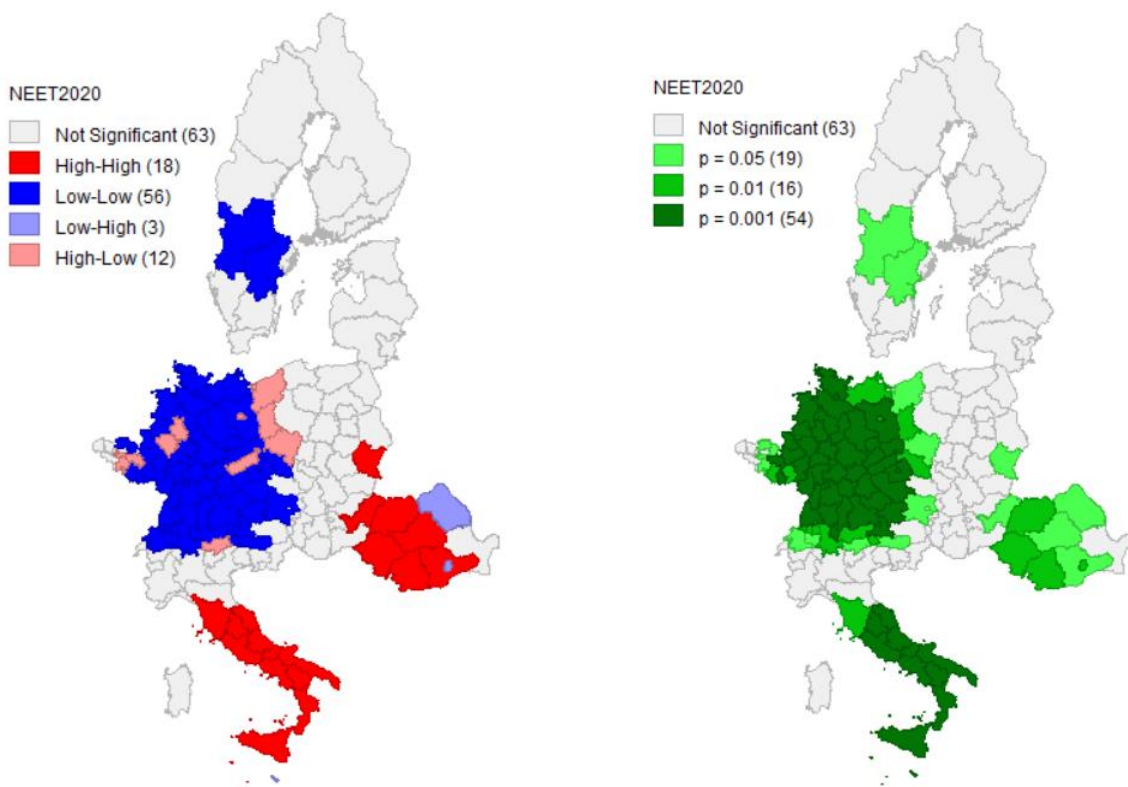 NEET2020
Not Significant (63)
High-High (18)
Low-Low (56)
Low-High (3)
High-Low (12)
NEET2020
Not Significant (63)
p = 0.05 (19)
p = 0.01 (16)
p = 0.001 (54)